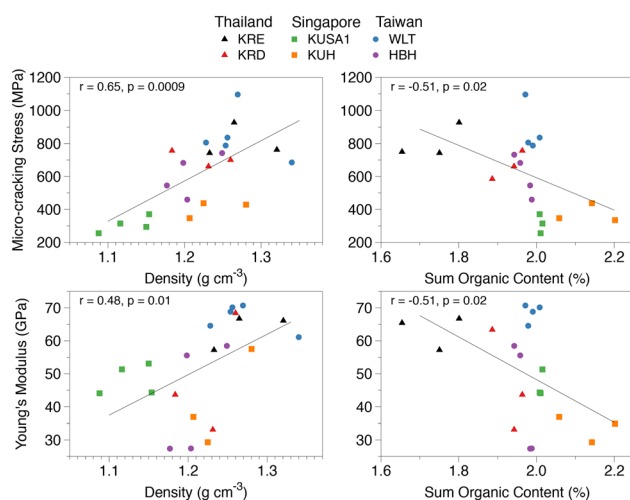 Thailand Singapore Taiwan
KRE KUSA1 WLT
KRD KUH HBH
r = 0.65, p = 0.0009
r = -0.51, p = 0.02
Micro-cracking Stress (MPa)
1200
1000
800
600
400
200
1200
1000
800
600
400
200
1.1 1.2 1.3
1.6 1.8 2.0 2.2
Density (g cm-3)
Sum Organic Content (%)
r = 0.48, p = 0.01
r = -0.51, p = 0.02
Young's Modulus (GPa)
70
60
50
40
30
70
60
50
40
30
1.1 1.2 1.3
1.6 1.8 2.0 2.2
Density (g cm-3)
Sum Organic Content (%)